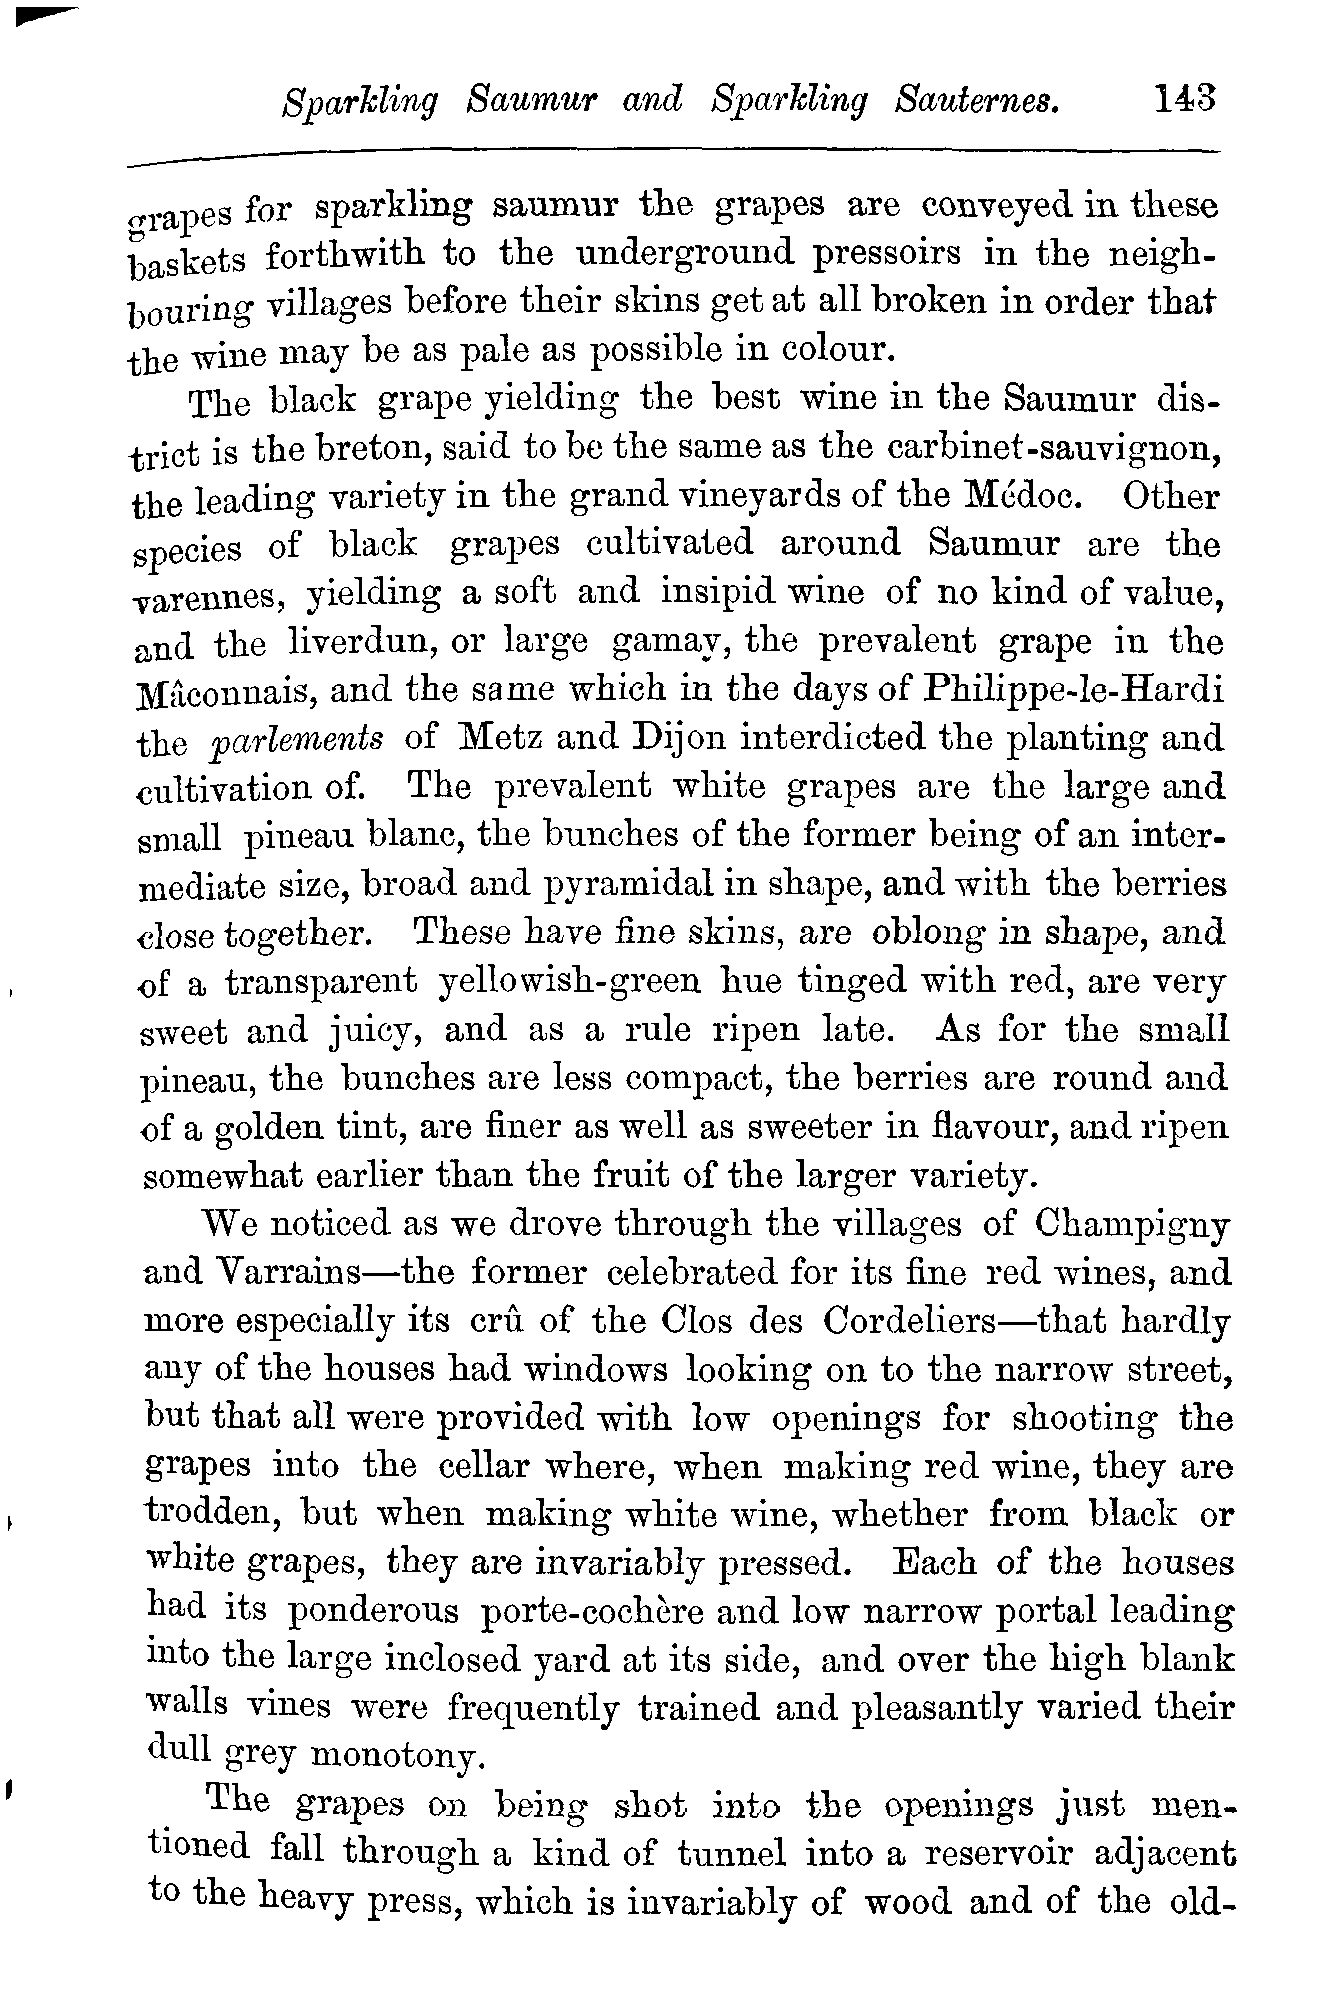 Sparkling Saumur and Sparkling Sauternes. 143
grapes for sparkling saumur the grapes are conveyed in these
baskets forthwith to the underground pressoirs in the neigh-
bouring villages before their skins get at all broken in order that
the wine may be as pale as possible in colour.
The black grape yielding the best wine in the Saumur dis-
trict is the breton, said to be the same as the carbinet-sauvignon,
the leading variety in the grand vineyards of the Médoc. Other
species of black grapes cultivated around Saumur are the
varennes, yielding a soft and insipid wine of no kind of value,
and the liverdun, or large gamay, the prevalent grape in the
Mâconnais, and the same which in the days of Philippe-le-Hardi
the parlements of Metz and Dijon interdicted the planting and
cultivation of. The prevalent white grapes are the large and
small pineau blanc, the bunches of the former being of an inter-
mediate size, broad and pyramidal in shape, and with the berries
close together. These have fine skins, are oblong in shape, and
of a transparent yellowish-green hue tinged with red, are very
sweet and juicy, and as a rule ripen late. As for the small
pineau, the bunches are less compact, the berries are round and
of a golden tint, are finer as well as sweeter in flavour, and ripen
somewhat earlier than the fruit of the larger variety.
We noticed as we drove through the villages of Champigny
and Varrains—the former celebrated for its fine red wines, and
more especially its crû of the Clos des Cordeliers—that hardly
any of the houses had windows looking on to the narrow street,
but that all were provided with low openings for shooting the
grapes into the cellar where, when making red wine, they are
trodden, but when making white wine, whether from black or
white grapes, they are invariably pressed. Each of the houses
had its ponderous porte-cochère and low narrow portal leading
into the large inclosed yard at its side, and over the high blank
walls vines were frequently trained and pleasantly varied their
dull grey monotony.
The grapes on being shot into the openings just men-
tioned fall through a kind of tunnel into a reservoir adjacent
to the heavy press, which is invariably of wood and of the old-